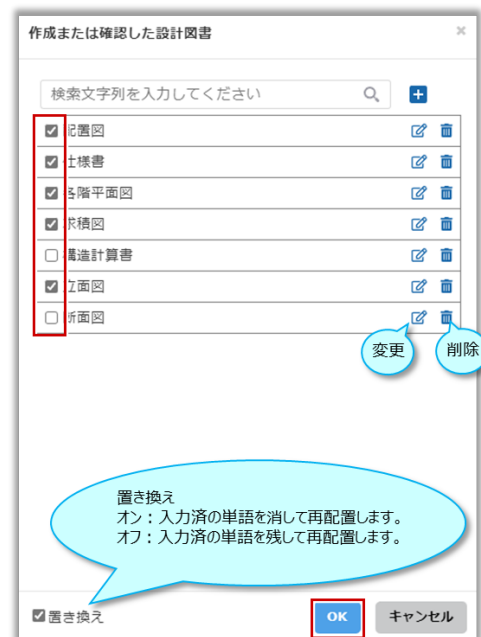 作成または確認した設計図書
×
検索文字列を入力してください
配置図
仕様書
各階平面図
求積図
構造計算書
立面図
断面図
変更
削除
置き換え
オン：入力済の単語を消して再配置します。
オフ：入力済の単語を残して再配置します。
置き換え
OK
キャンセル